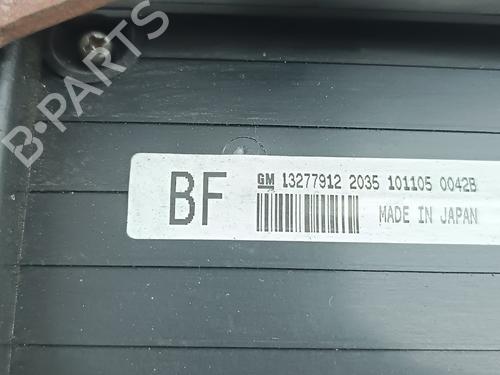 B-PARTS
BF
GM 13277912 2035 101105 0042B
MADE IN JAPAN